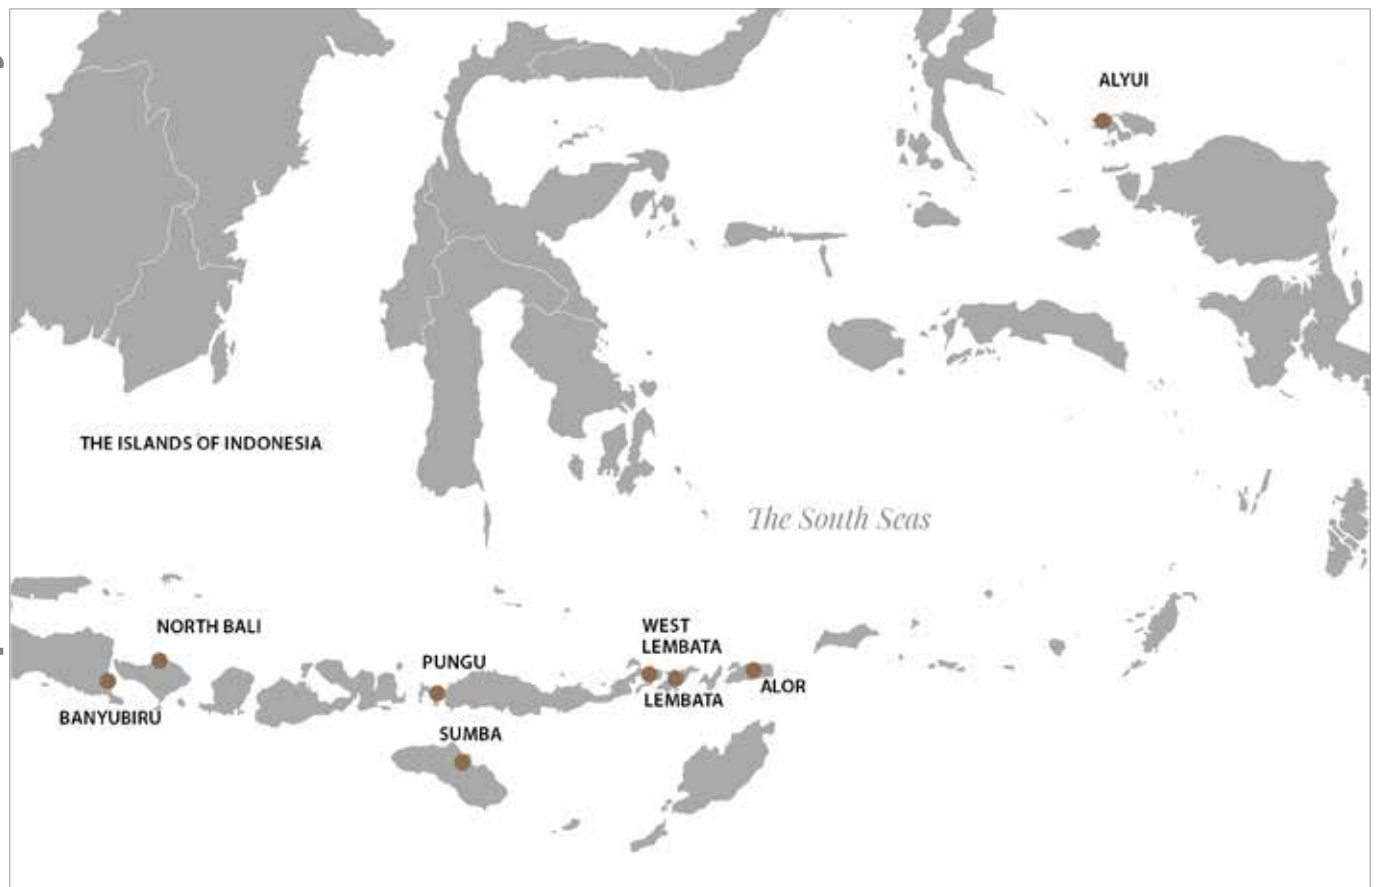 ALYUI
THE ISLANDS OF INDONESIA
The South Seas
NORTH BALI
WEST
LEMBATA
PUNGU
ALOR
LEMBATA
BANYUBIRU
SUMBA